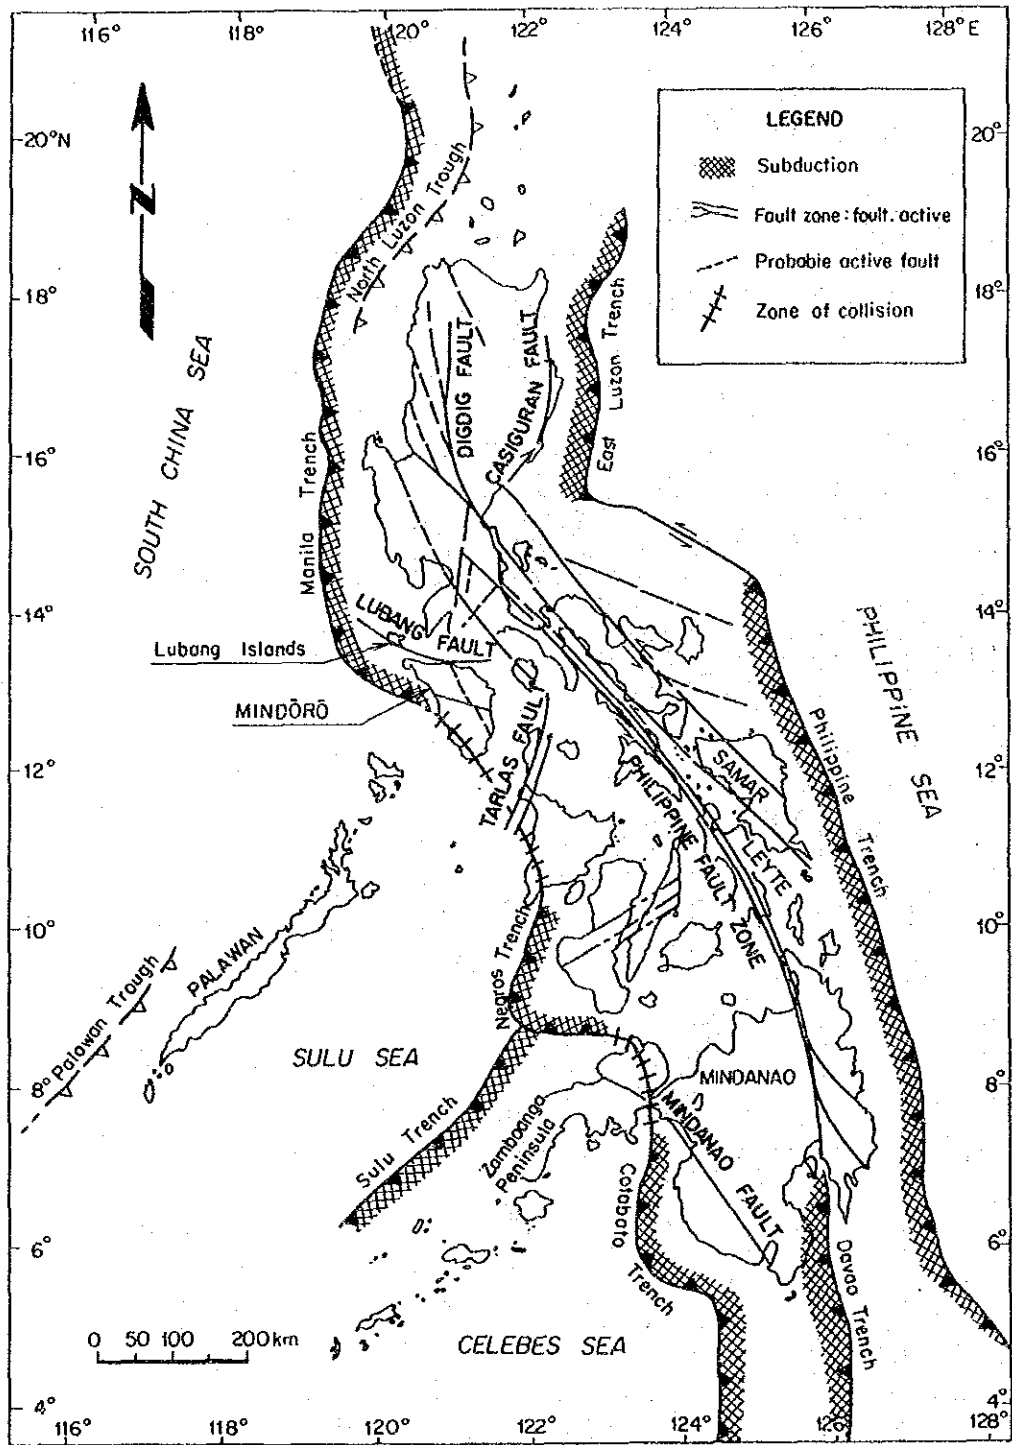 116°
118°
120°
122°
124°
126°
128° E
20° N
20°
LEGEND
Subduction
Fault zone: fault. active
Probable active fault
Zone of collision
North Luzon Trough
18°
18°
East Luzon Trench
DIGDIG FAULT
CASIGURAN FAULT
SOUTH CHINA SEA
16°
16°
Manila Trench
14°
14°
LUBANG FAULT
Lubang Islands
MINDŌRŌ
PHILIPPINE SEA
Philippine Trench
12°
12°
TARLAS FAUL
SAMAR
LEYTE
PHILIPPINE FAULT ZONE
10°
10°
PALAWAN
Palawan Trough
8°
Negros Trench
SULU SEA
8°
8°
MINDANAO
Sulu Trench
Zamboanga
Peninsula
MINDANAO FAULT
Cotabato Trench
6°
6°
Davao Trench
0 50 100 200 km
CELEBES SEA
4°
4°
116°
118°
120°
122°
124°
126°
128°